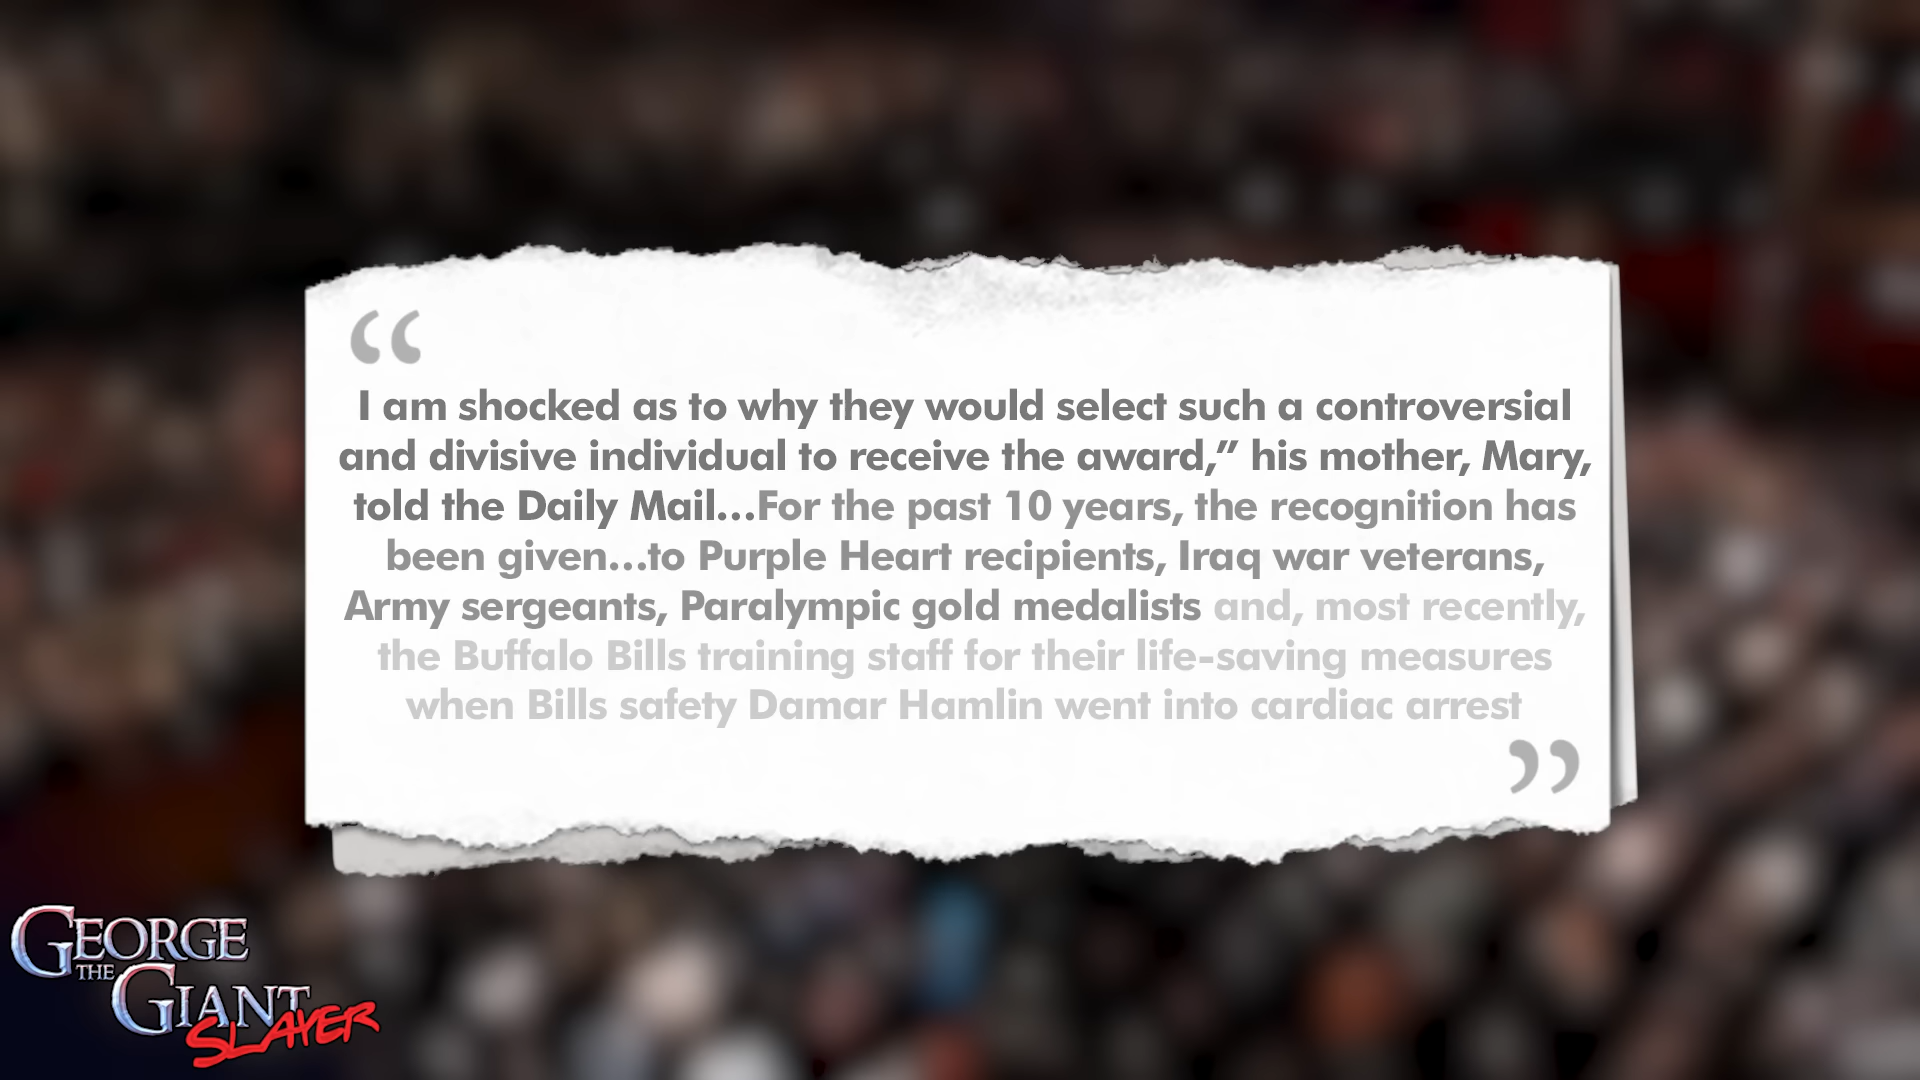 “
I am shocked as to why they would select such a controversial
and divisive individual to receive the award,” his mother, Mary,
told the Daily Mail...For the past 10 years, the recognition has
been given...to Purple Heart recipients, Iraq war veterans,
Army sergeants, Paralympic gold medalists and, most recently,
the Buffalo Bills training staff for their life-saving measures
when Bills safety Damar Hamlin went into cardiac arrest
”
GEORGE
THE
GIANT
SLAYER